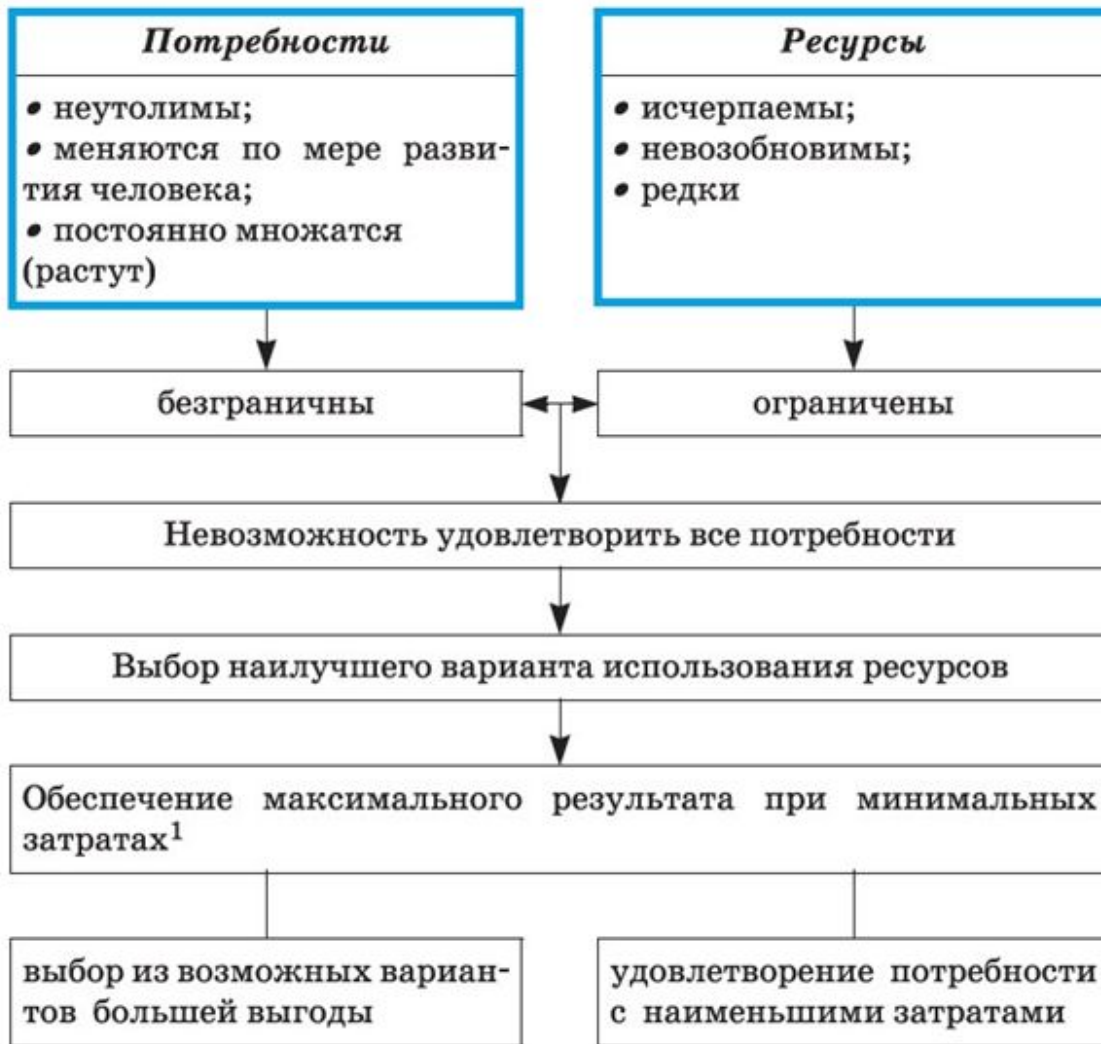 Потребности
• неутолимы;
• меняются по мере разви-
тия человека;
• постоянно множатся
(растут)
Ресурсы
• исчерпаемы;
• невозобновимы;
• редки
безграничны
ограничены
Невозможность удовлетворить все потребности
Выбор наилучшего варианта использования ресурсов
Обеспечение максимального результата при минимальных
затратах¹
выбор из возможных вариан-
тов большей выгоды
удовлетворение потребности
с наименьшими затратами